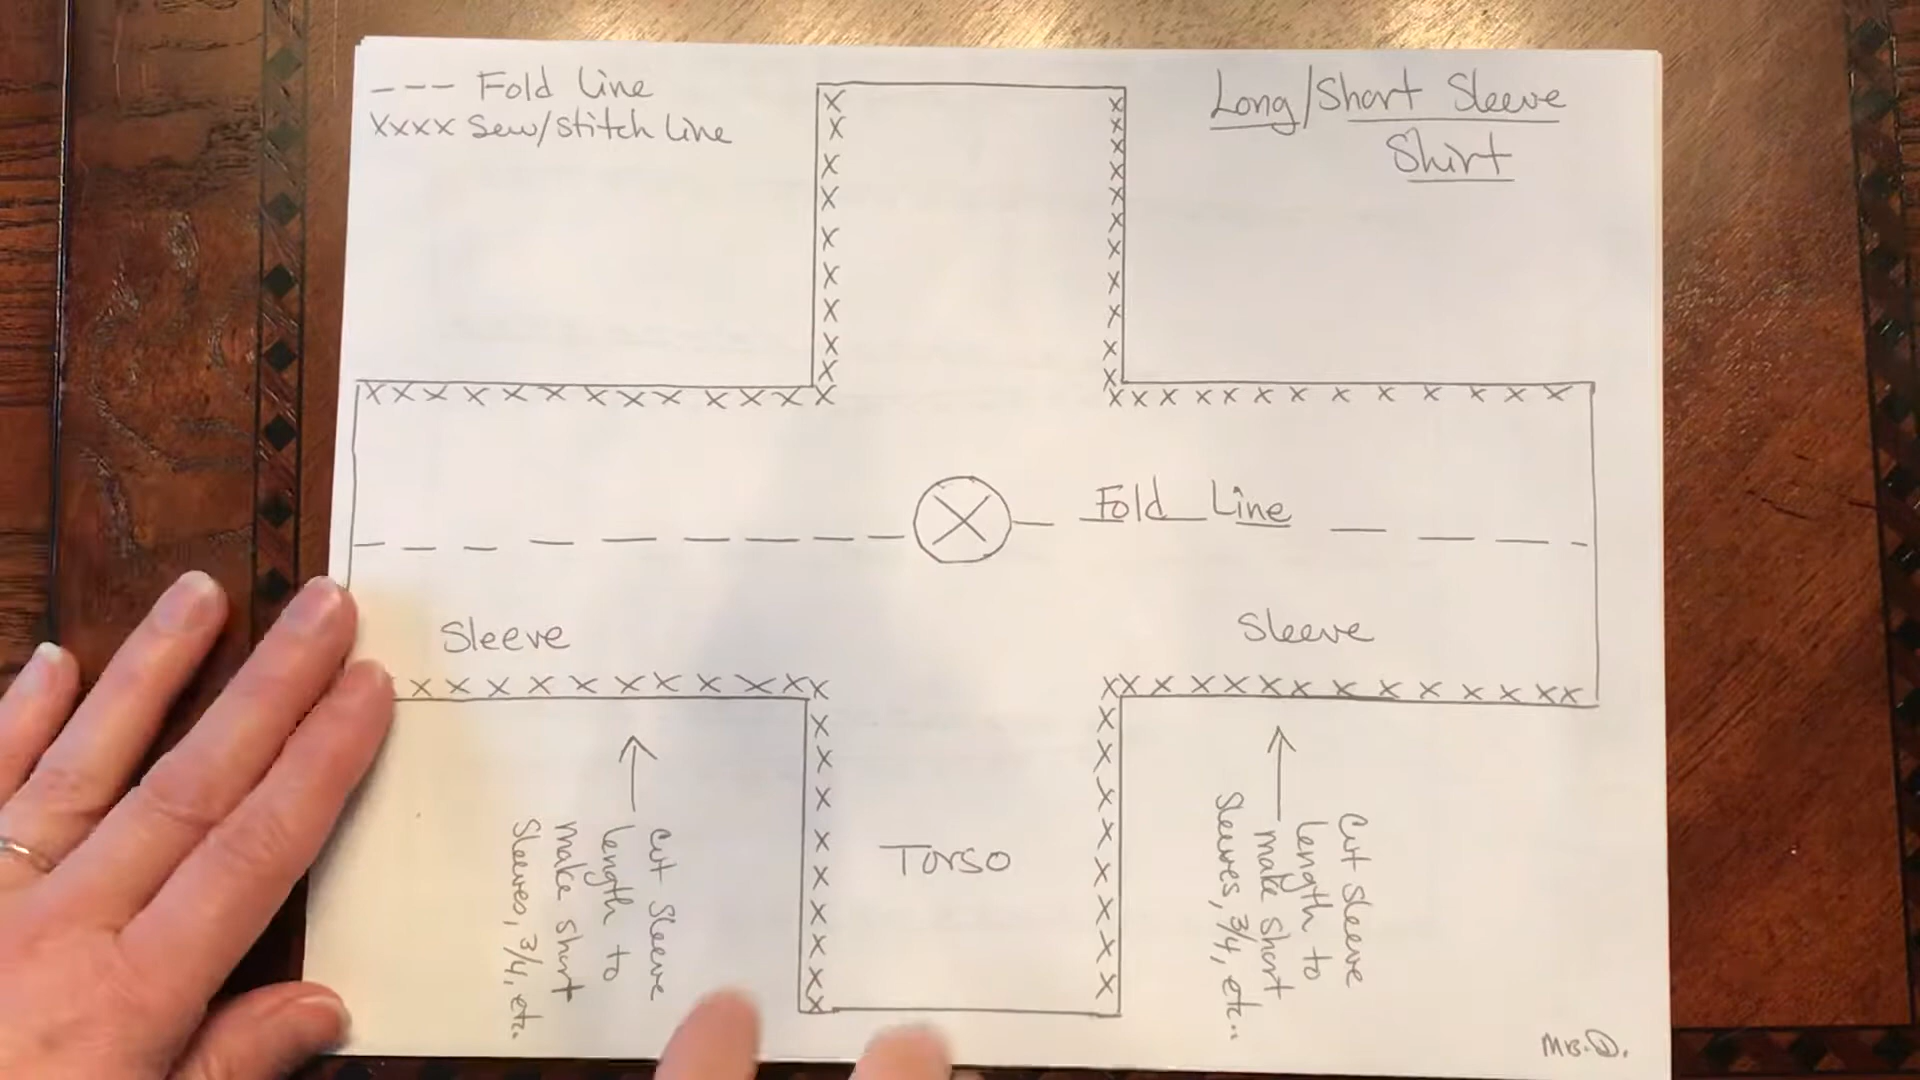 --- Fold Line
xxxx Sew/stitch Line
Long/Short Sleeve
Shirt
Fold Line
Sleeve
Sleeve
Torso
Cut Sleeve
length to
make short
Sleeves, 3/4, etc.
Cut Sleeve
length to
make short
Sleeves, 3/4, etc..